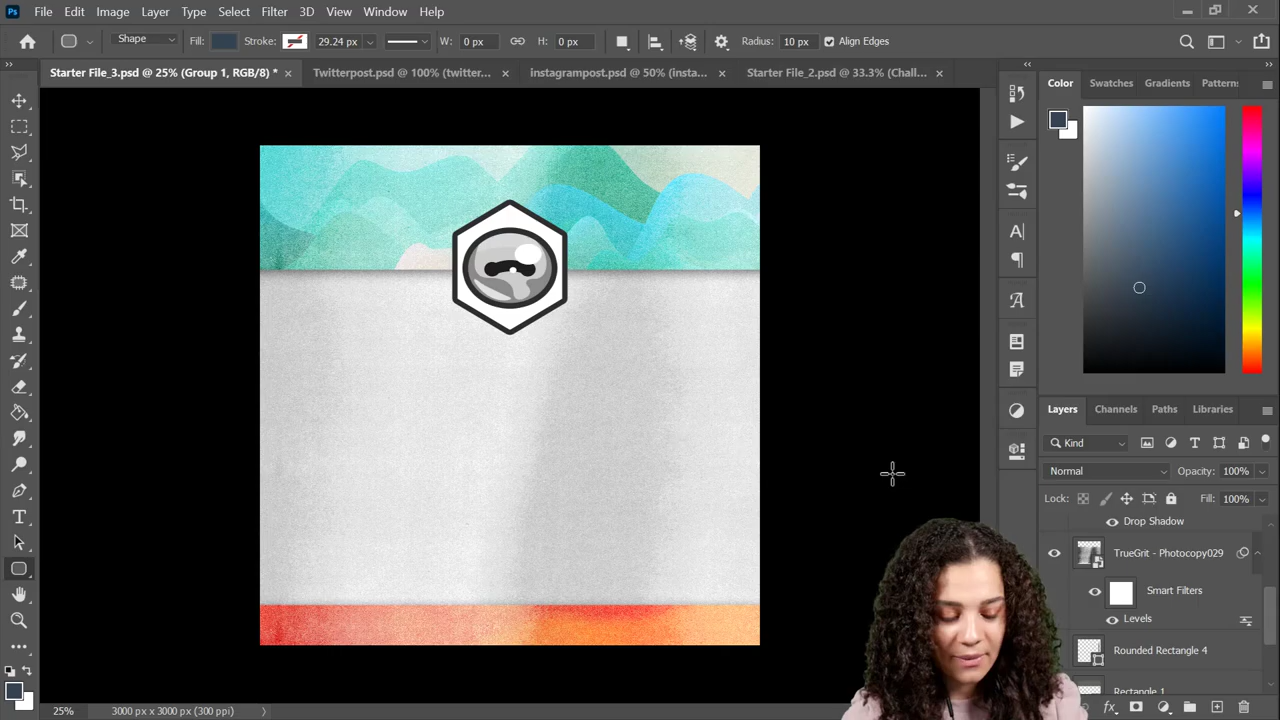 Ps File Edit Image Layer Type Select Filter 3D View Window Help
Shape Fill: Stroke: 29.24 px W: 0 px H: 0 px Radius: 10 px Align Edges
Starter File_3.psd @ 25% (Group 1, RGB/8) * × Twitterpost.psd @ 100% (twitter... × instagrampost.psd @ 50% (insta... × Starter File_2.psd @ 33.3% (Chall... ×
Color Swatches Gradients Pattern
Layers Channels Paths Libraries
Kind
Normal Opacity: 100%
Lock: Fill: 100%
Drop Shadow
TrueGrit - Photocopy029
Smart Filters
Levels
Rounded Rectangle 4
Rectangle 1
25% 3000 px x 3000 px (300 ppi)